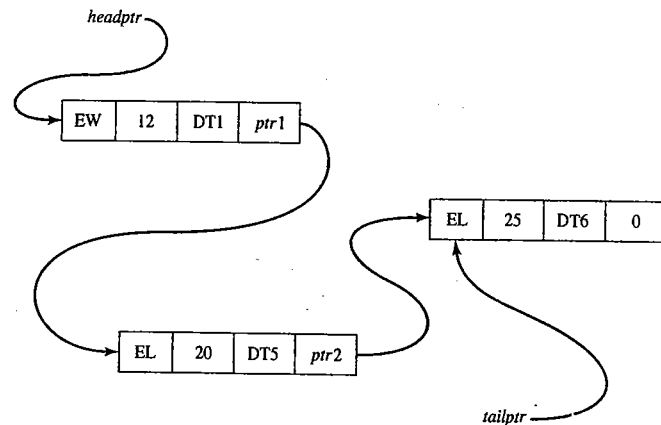 headptr
EW 12 DT1 ptr1
EL 25 DT6 0
EL 20 DT5 ptr2
tailptr